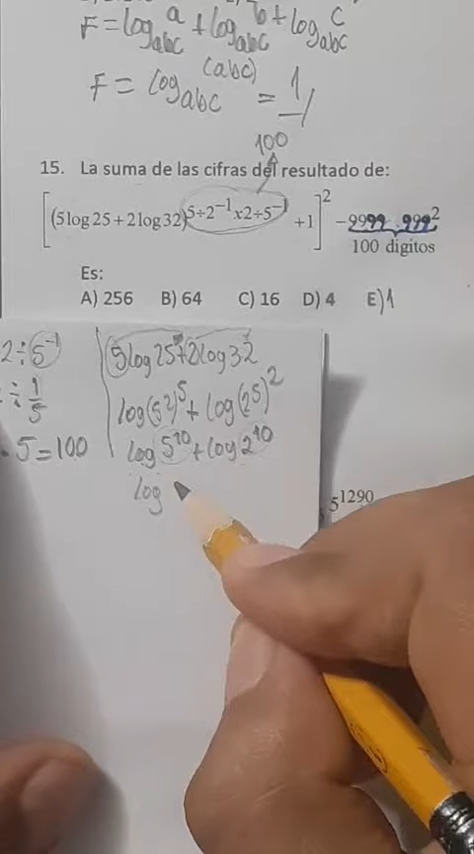 F = log_abc a + log_abc b + log_abc c
F = log_abc (abc) = 1
100
15. La suma de las cifras del resultado de:
[(5log25+2log32)^(5÷2^-1x2÷5^-1) +1]^2 −9999...999^2
100 dígitos
Es:
A) 256 B) 64 C) 16 D) 4 E) 1
2÷5^-1
÷ 1/5
. 5 = 100
5log25+2log32
log(5^2)^5 + log(2^5)^2
log 5^10 + log 2^10
log
5^1290